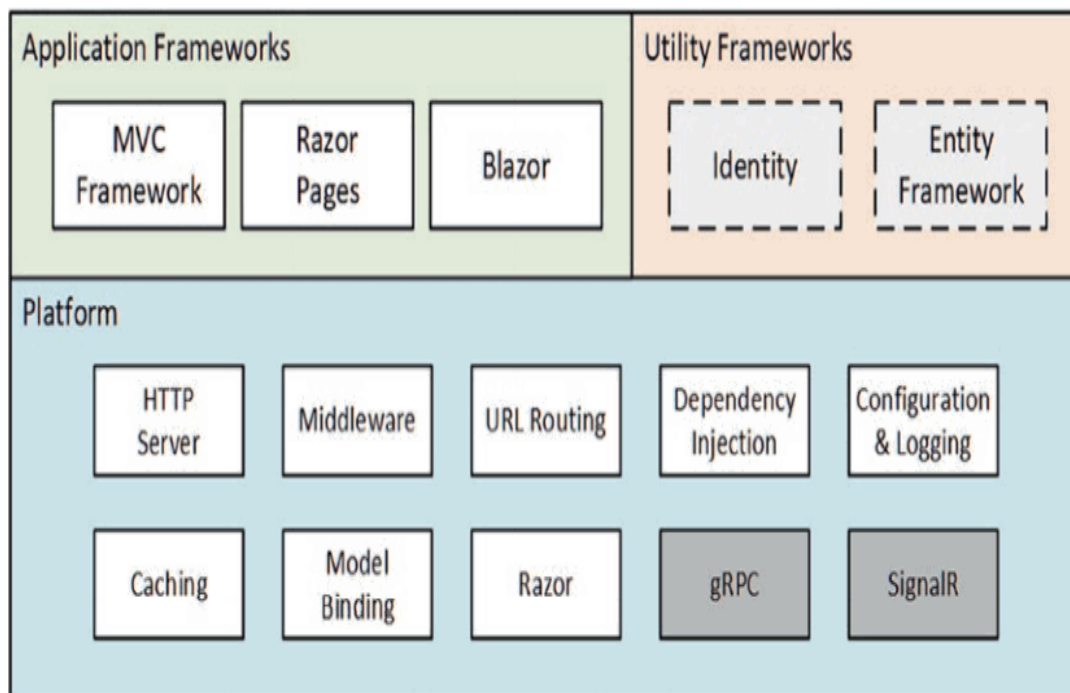 Application Frameworks
Utility Frameworks
MVC
Framework
Razor
Pages
Blazor
Identity
Entity
Framework
Platform
HTTP
Server
Middleware
URL Routing
Dependency
Injection
Configuration
& Logging
Caching
Model
Binding
Razor
gRPC
SignalR